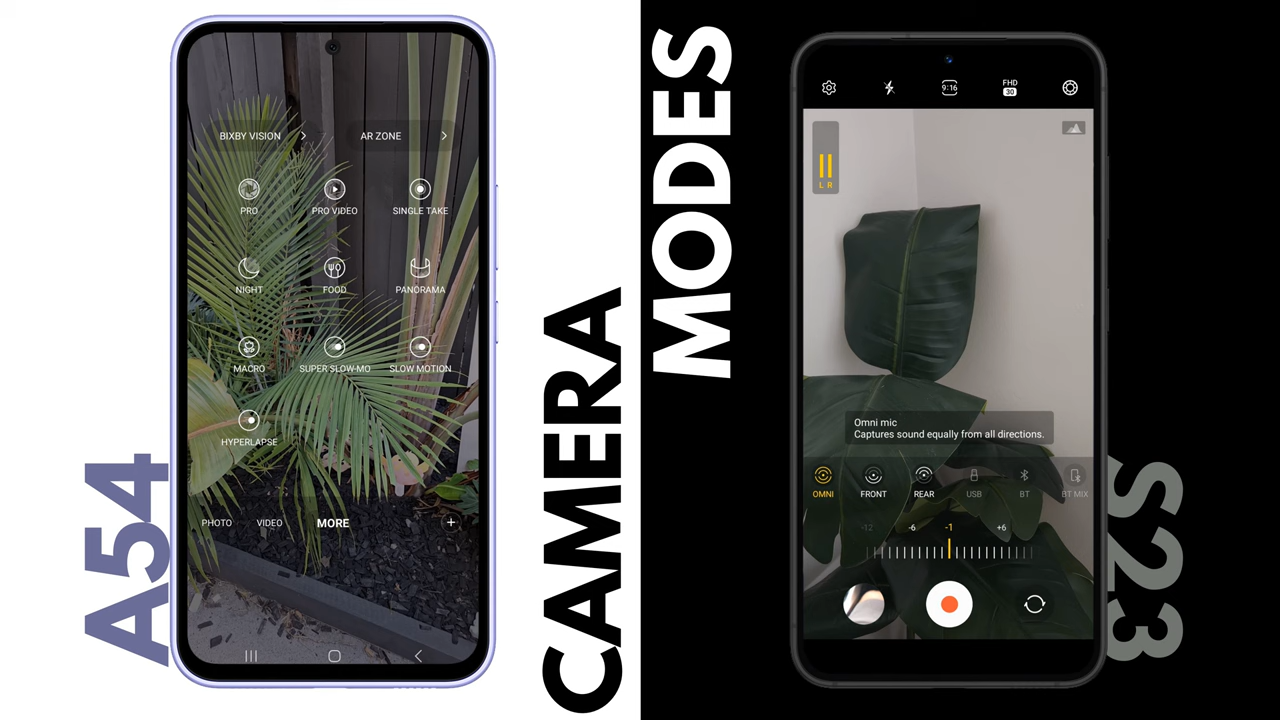 A54
CAMERA
MODES
S23
BIXBY VISION
AR ZONE
PRO
PRO VIDEO
SINGLE TAKE
NIGHT
FOOD
PANORAMA
MACRO
SUPER SLOW-MO
SLOW MOTION
HYPERLAPSE
PHOTO VIDEO MORE
9:16
FHD
30
L R
Omni mic
Captures sound equally from all directions.
OMNI FRONT REAR USB BT BT MIX
-12 -6 -1 +6